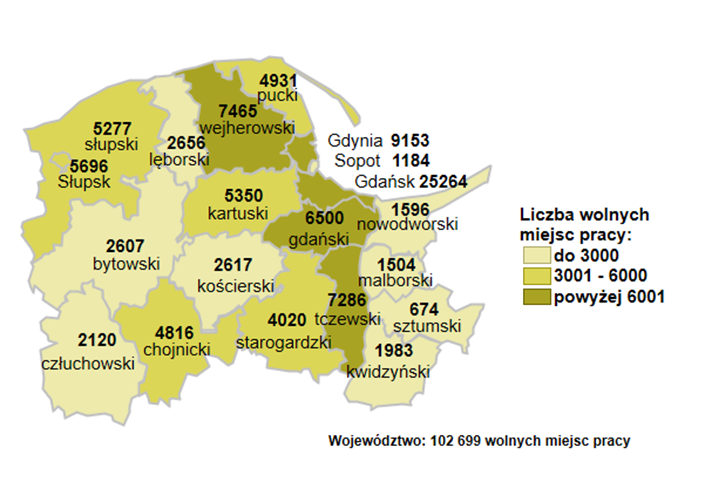 4931
pucki
7465
wejherowski
5277
słupski
2656
lęborski
Gdynia 9153
Sopot 1184
Gdańsk 25264
5696
Słupsk
5350
kartuski
6500
gdański
1596
nowodworski
Liczba wolnych
miejsc pracy:
do 3000
3001 - 6000
powyżej 6001
2607
bytowski
2617
kościerski
1504
malborski
7286
tczewski
674
sztumski
2120
człuchowski
4816
chojnicki
4020
starogardzki
1983
kwidzyński
Województwo: 102 699 wolnych miejsc pracy